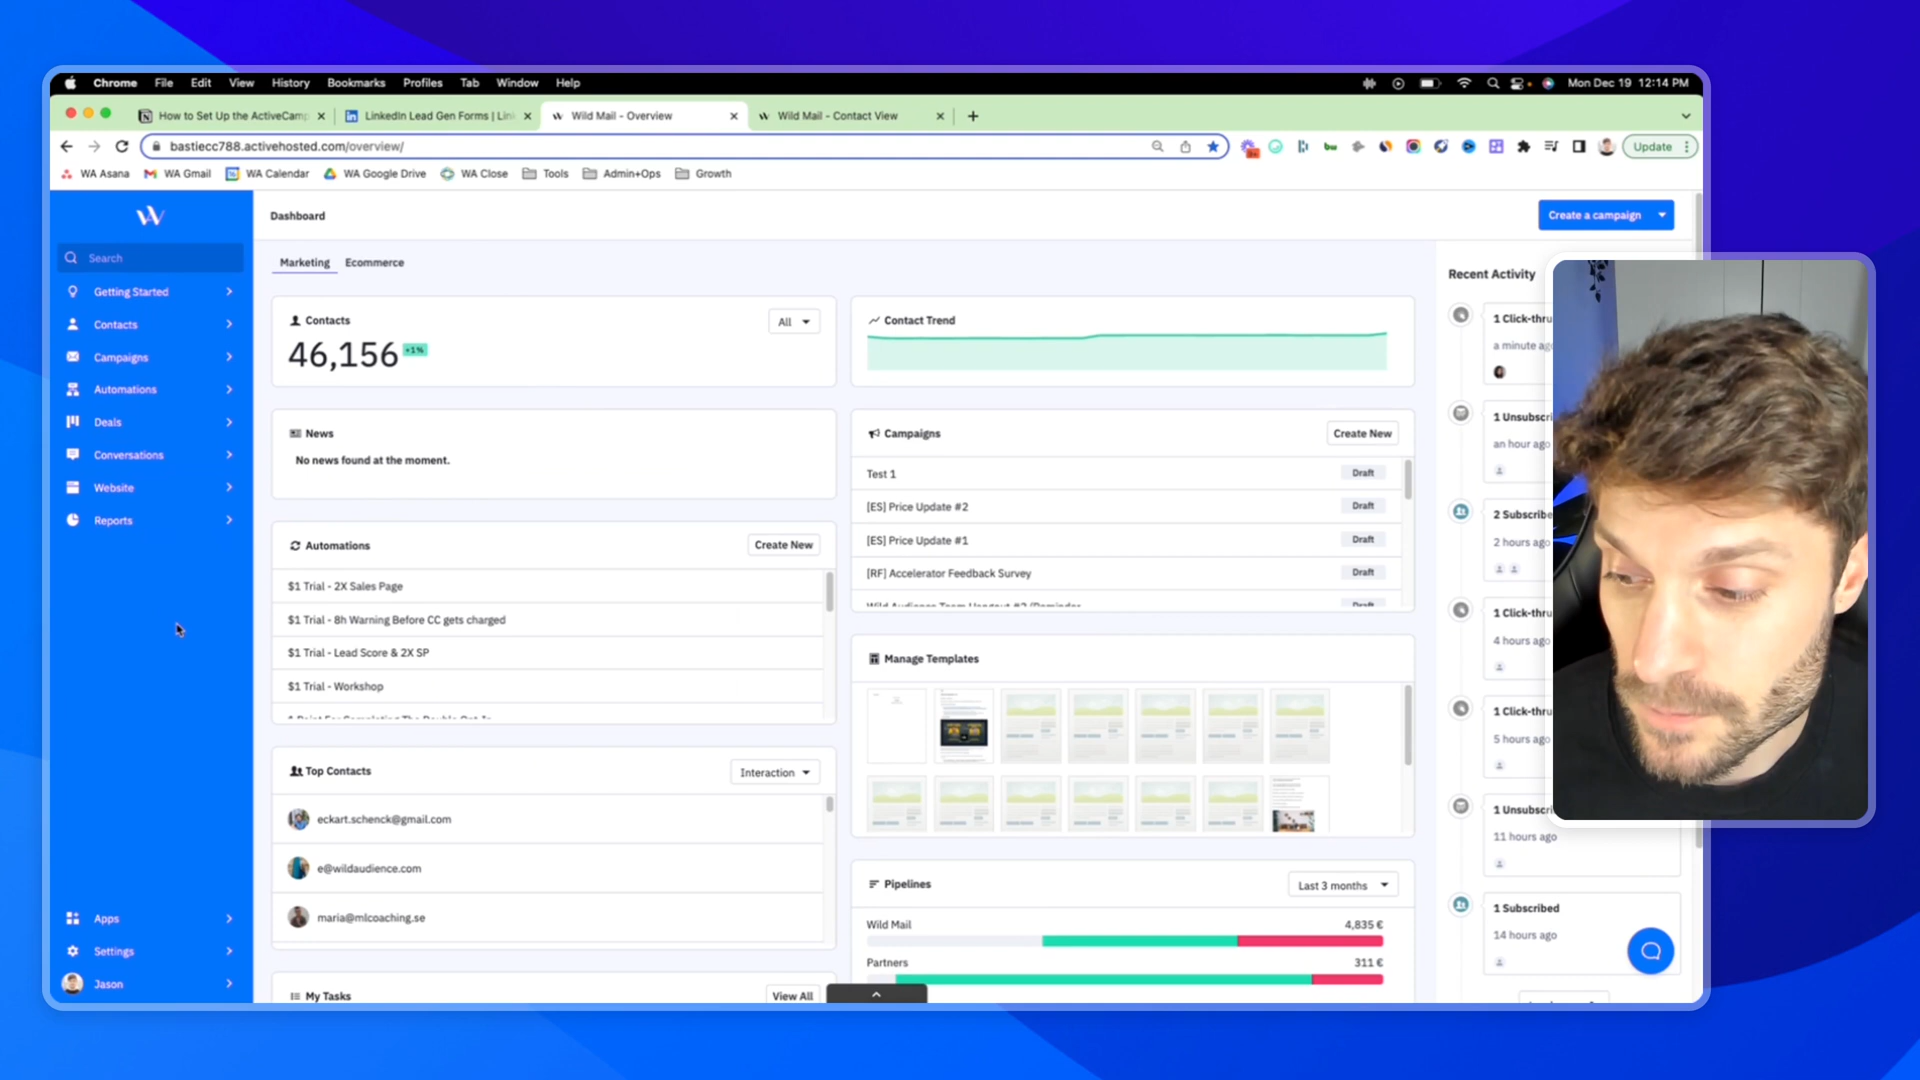 Chrome File Edit View History Bookmarks Profiles Tab Window Help Mon Dec 19 12:14 PM
How to Set Up the ActiveCamp LinkedIn Lead Gen Forms | Lin Wild Mail - Overview Wild Mail - Contact View
bastiecc788.activehosted.com/overview/ Update
WA Asana WA Gmail WA Calendar WA Google Drive WA Close Tools Admin+Ops Growth
Search
Getting Started
Contacts
Campaigns
Automations
Deals
Conversations
Website
Reports
Apps
Settings
Jason
Dashboard
Create a campaign
Marketing Ecommerce
Contacts
All
46,156 +1%
News
No news found at the moment.
Automations
Create New
$1 Trial - 2X Sales Page
$1 Trial - 8h Warning Before CC gets charged
$1 Trial - Lead Score & 2X SP
$1 Trial - Workshop
Top Contacts
Interaction
eckart.schenck@gmail.com
e@wildaudience.com
maria@mlcoaching.se
My Tasks
View All
Contact Trend
Campaigns
Create New
Test 1 Draft
[ES] Price Update #2 Draft
[ES] Price Update #1 Draft
[RF] Accelerator Feedback Survey Draft
Manage Templates
Pipelines
Last 3 months
Wild Mail 4,835 €
Partners 311 €
Recent Activity
1 Click-thru
a minute ag
1 Unsubscri
an hour ago
2 Subscribe
2 hours ago
1 Click-thru
4 hours ago
1 Click-thru
5 hours ago
1 Unsubscri
11 hours ago
1 Subscribed
14 hours ago